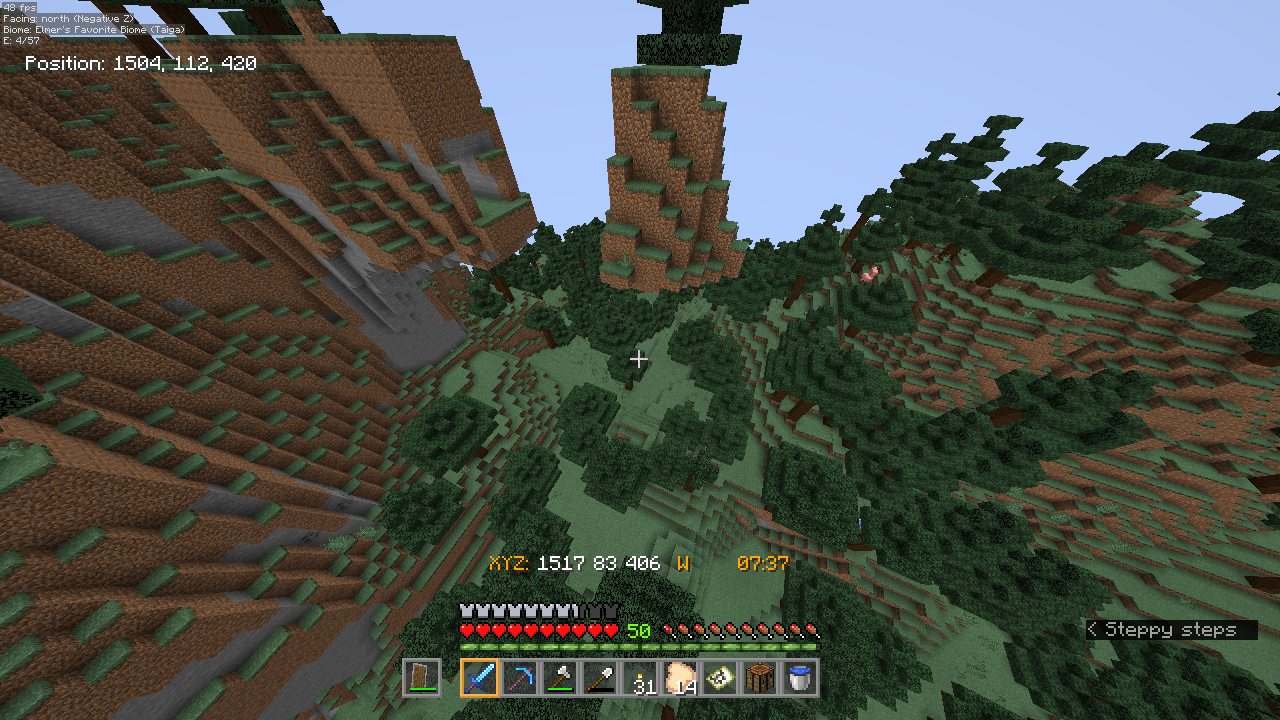 48 fps
Facing: north (Negative Z)
Biome: Elmer's Favorite Biome (Taiga)
E: 4/57
Position: 1504, 112, 420
XYZ: 1517 83 406 W 07:37
50
< Steppy steps
31 14